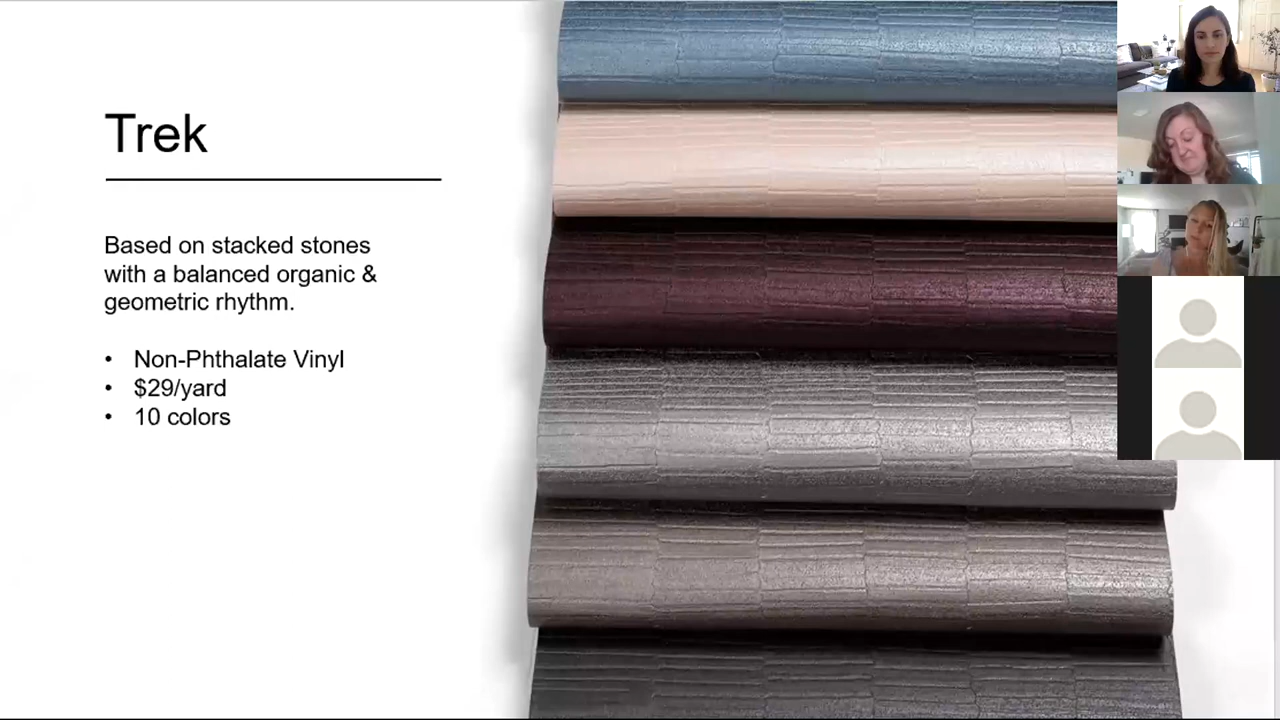 Trek
Based on stacked stones
with a balanced organic &
geometric rhythm.
• Non-Phthalate Vinyl
• $29/yard
• 10 colors